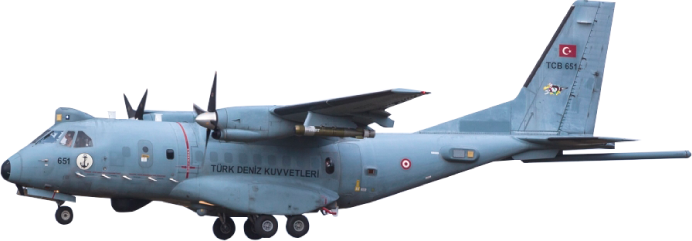 TCB 651
651
TÜRK DENİZ KUVVETLERİ